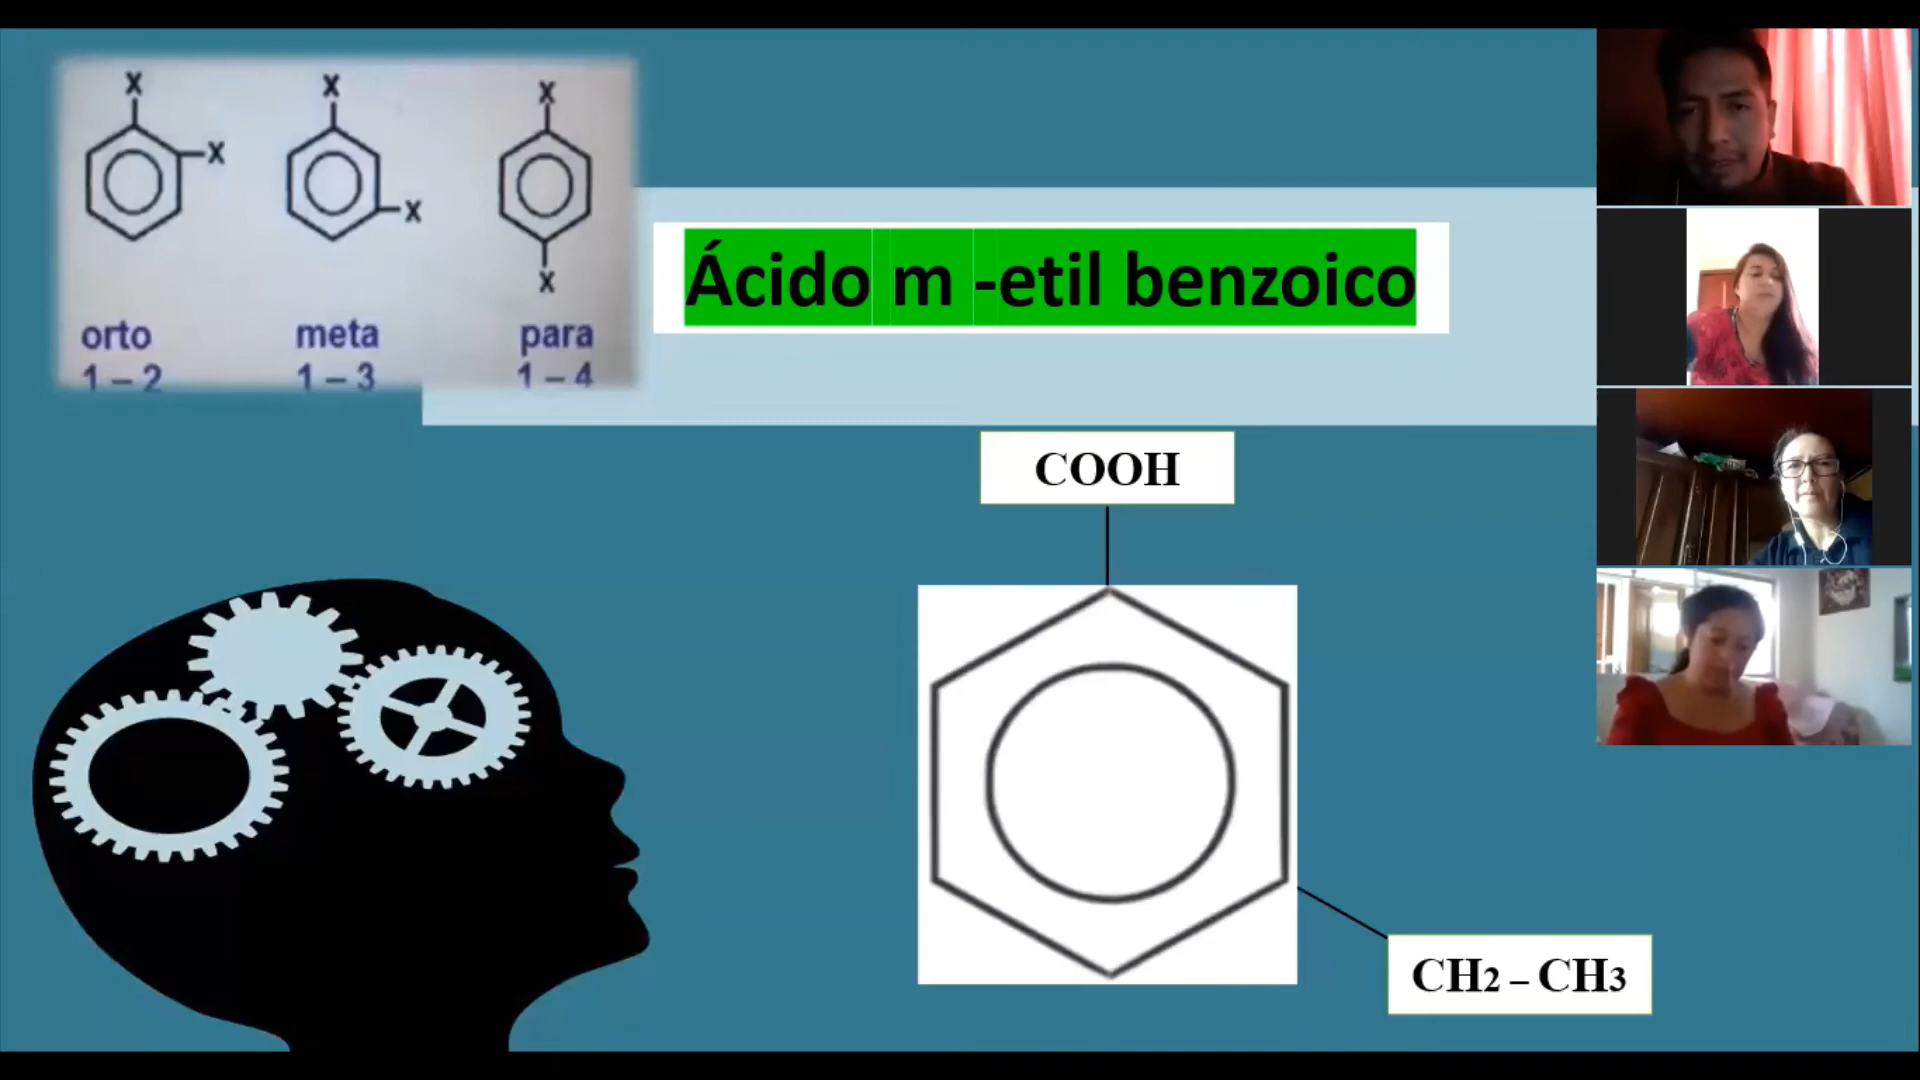 X
X
X
X
X
X
orto
meta
para
1 – 2
1 – 3
1 – 4
Ácido m -etil benzoico
COOH
CH2 – CH3